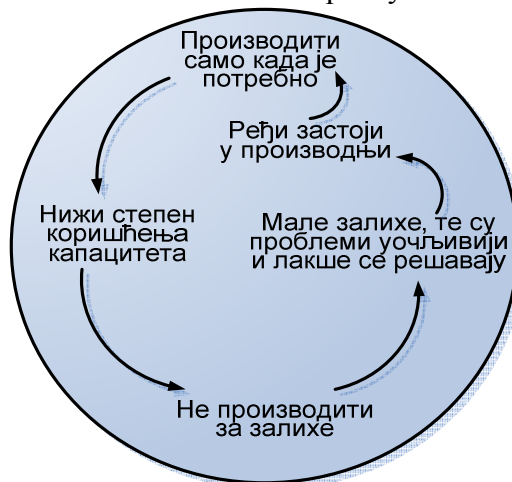 Производити
само када је
потребно
Ређи застоји
у производњи
Нижи степен
коришћења
капацитета
Мале залихе, те су
проблеми уочљивији
и лакше се решавају
Не производити
за залихе